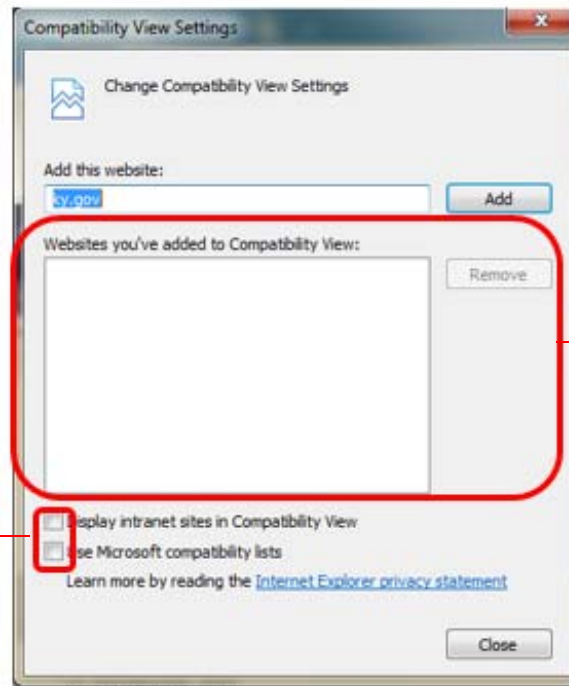 Compatibility View Settings
Change Compatibility View Settings
Add this website:
ky.gov
Add
Websites you've added to Compatibility View:
Remove
Display intranet sites in Compatibility View
Use Microsoft compatibility lists
Learn more by reading the Internet Explorer privacy statement
Close